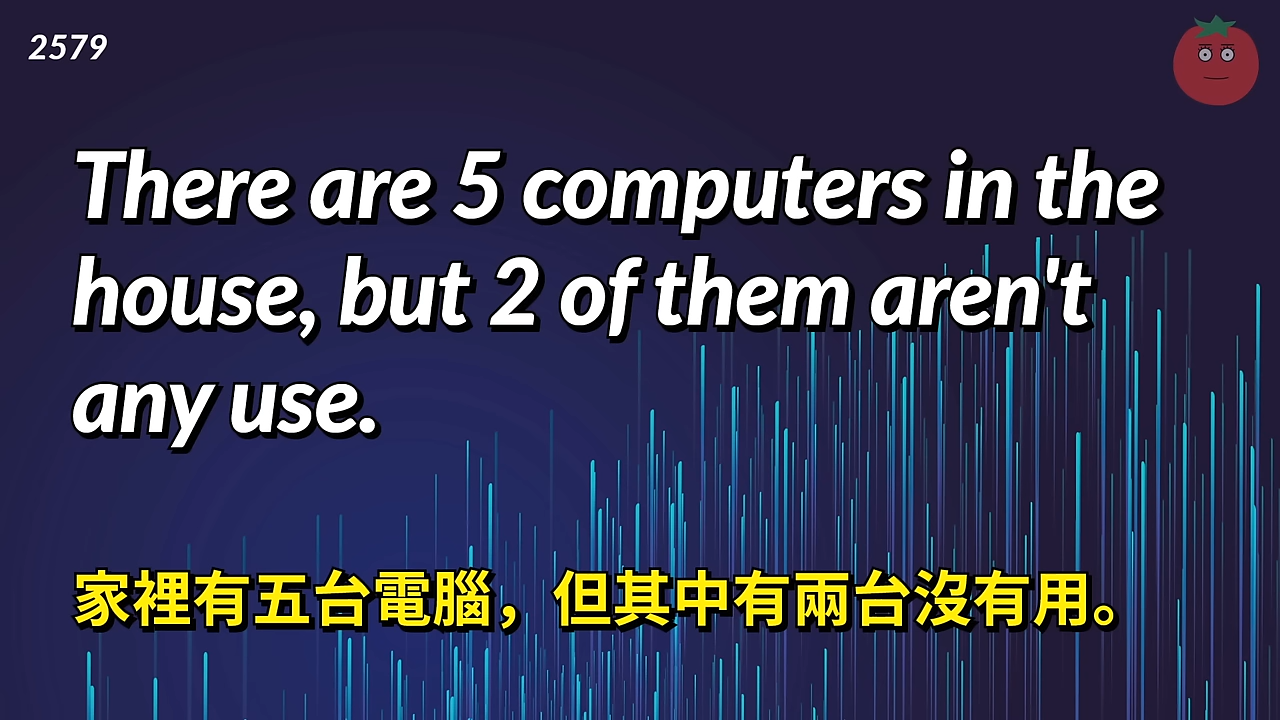 2579
There are 5 computers in the
house, but 2 of them aren't
any use.
家裡有五台電腦，但其中有兩台沒有用。